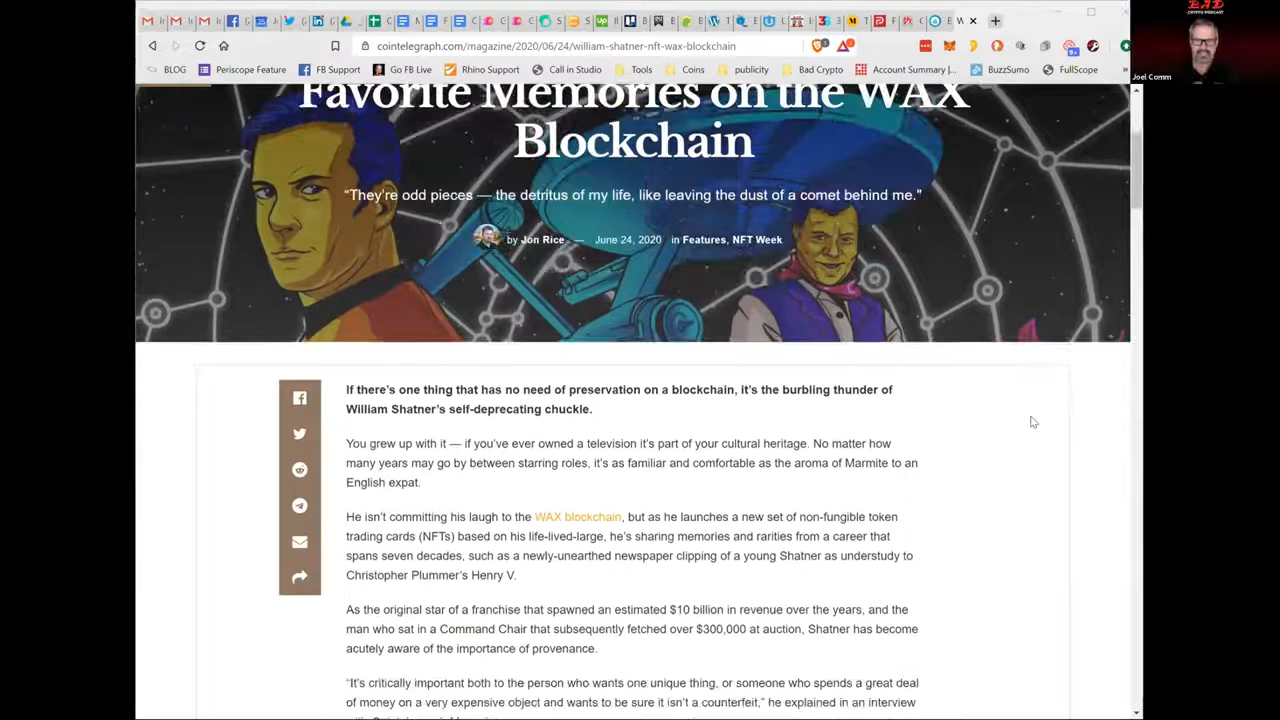 cointelegraph.com/magazine/2020/06/24/william-shatner-nft-wax-blockchain
BLOG Periscope Feature FB Support Go FB Live Rhino Support Call in Studio Tools Coins publicity Bad Crypto Account Summary |... BuzzSumo FullScope
BAD
CRYPTO PODCAST
Joel Comm
Favorite Memories on the WAX
Blockchain
“They’re odd pieces — the detritus of my life, like leaving the dust of a comet behind me."
by Jon Rice — June 24, 2020 in Features, NFT Week
If there’s one thing that has no need of preservation on a blockchain, it’s the burbling thunder of
William Shatner’s self-deprecating chuckle.
You grew up with it — if you’ve ever owned a television it’s part of your cultural heritage. No matter how
many years may go by between starring roles, it’s as familiar and comfortable as the aroma of Marmite to an
English expat.
He isn’t committing his laugh to the WAX blockchain, but as he launches a new set of non-fungible token
trading cards (NFTs) based on his life-lived-large, he’s sharing memories and rarities from a career that
spans seven decades, such as a newly-unearthed newspaper clipping of a young Shatner as understudy to
Christopher Plummer’s Henry V.
As the original star of a franchise that spawned an estimated $10 billion in revenue over the years, and the
man who sat in a Command Chair that subsequently fetched over $300,000 at auction, Shatner has become
acutely aware of the importance of provenance.
“It’s critically important both to the person who wants one unique thing, or someone who spends a great deal
of money on a very expensive object and wants to be sure it isn’t a counterfeit,” he explained in an interview